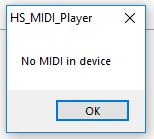 HS_MIDI_Player
No MIDI in device
OK